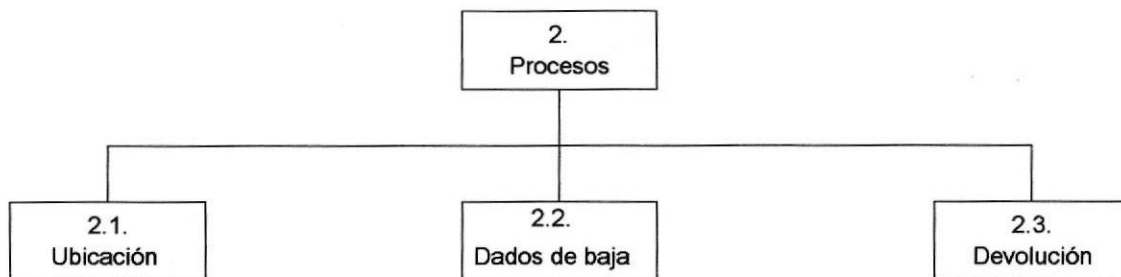 2.
Procesos
2.1.
Ubicación
2.2.
Dados de baja
2.3.
Devolución